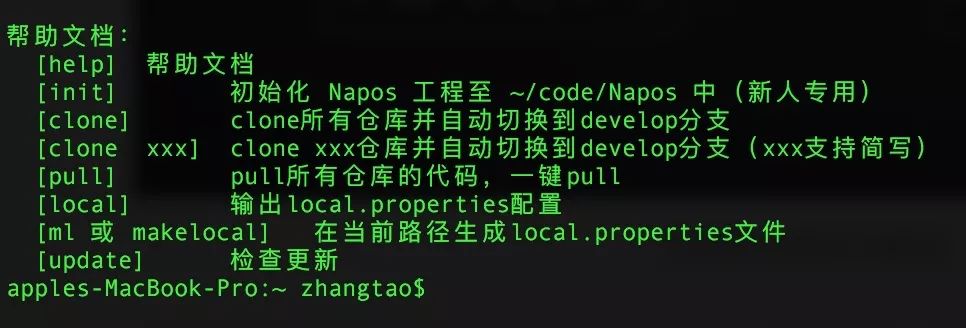 帮助文档:
[help] 帮助文档
[init] 初始化 Napos 工程至 ~/code/Napos 中（新人专用）
[clone] clone所有仓库并自动切换到develop分支
[clone xxx] clone xxx仓库并自动切换到develop分支（xxx支持简写）
[pull] pull所有仓库的代码，一键pull
[local] 输出local.properties配置
[ml 或 makelocal] 在当前路径生成local.properties文件
[update] 检查更新
apples-MacBook-Pro:~ zhangtao$